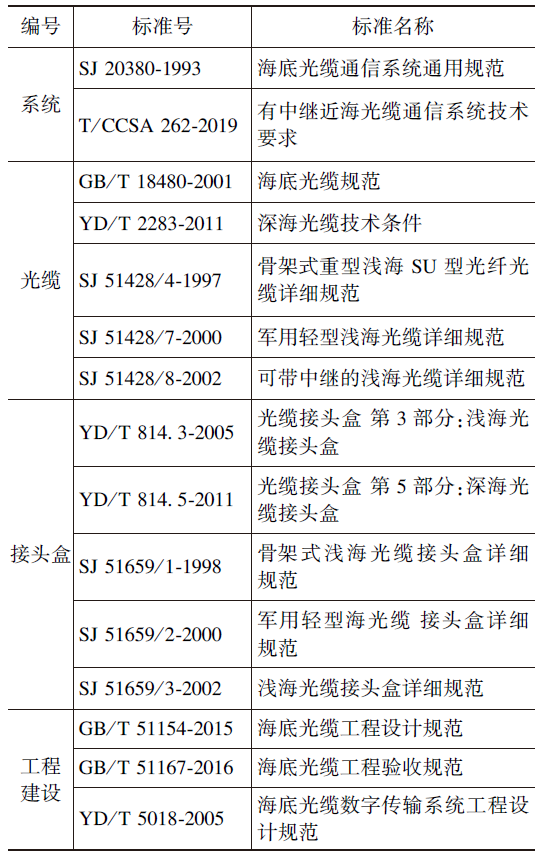 编号 标准号 标准名称
系统
SJ 20380-1993 海底光缆通信系统通用规范
T/CCSA 262-2019 有中继近海光缆通信系统技术
要求
光缆
GB/T 18480-2001 海底光缆规范
YD/T 2283-2011 深海光缆技术条件
SJ 51428/4-1997 骨架式重型浅海 SU 型光纤光
缆详细规范
SJ 51428/7-2000 军用轻型浅海光缆详细规范
SJ 51428/8-2002 可带中继的浅海光缆详细规范
接头盒
YD/T 814. 3-2005 光缆接头盒 第 3 部分:浅海光
缆接头盒
YD/T 814. 5-2011 光缆接头盒 第 5 部分:深海光
缆接头盒
SJ 51659/1-1998 骨架式浅海光缆接头盒详细
规范
SJ 51659/2-2000 军用轻型海光缆 接头盒详细
规范
SJ 51659/3-2002 浅海光缆接头盒详细规范
工程
建设
GB/T 51154-2015 海底光缆工程设计规范
GB/T 51167-2016 海底光缆工程验收规范
YD/T 5018-2005 海底光缆数字传输系统工程设
计规范